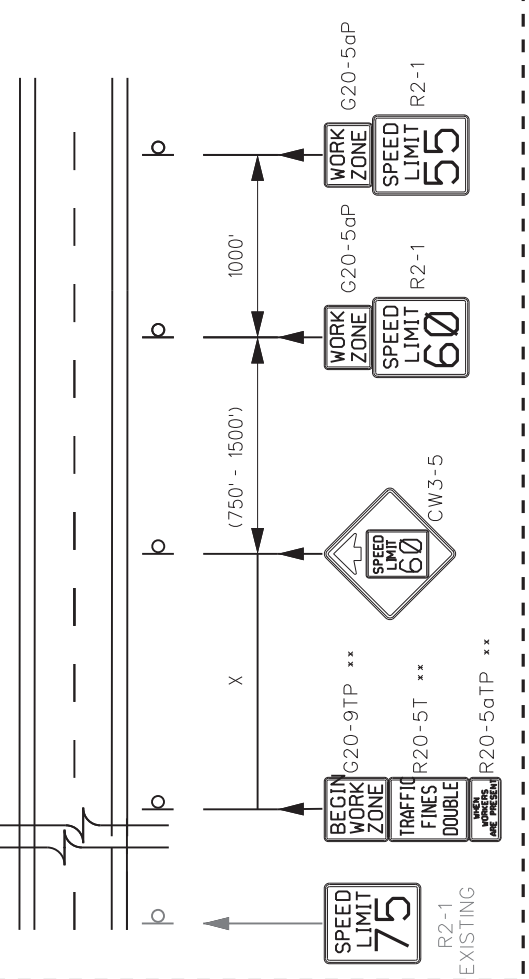 SPEED
LIMIT
75
R2-1
EXISTING
BEGIN
WORK
ZONE
TRAFFIC
FINES
DOUBLE
WHEN
WORKERS
ARE PRESENT
G20-9TP **
R20-5T **
R20-5aTP **
X
SPEED
LIMIT
60
CW3-5
(750' - 1500')
WORK
ZONE
SPEED
LIMIT
60
G20-5aP
R2-1
1000'
WORK
ZONE
SPEED
LIMIT
55
G20-5aP
R2-1